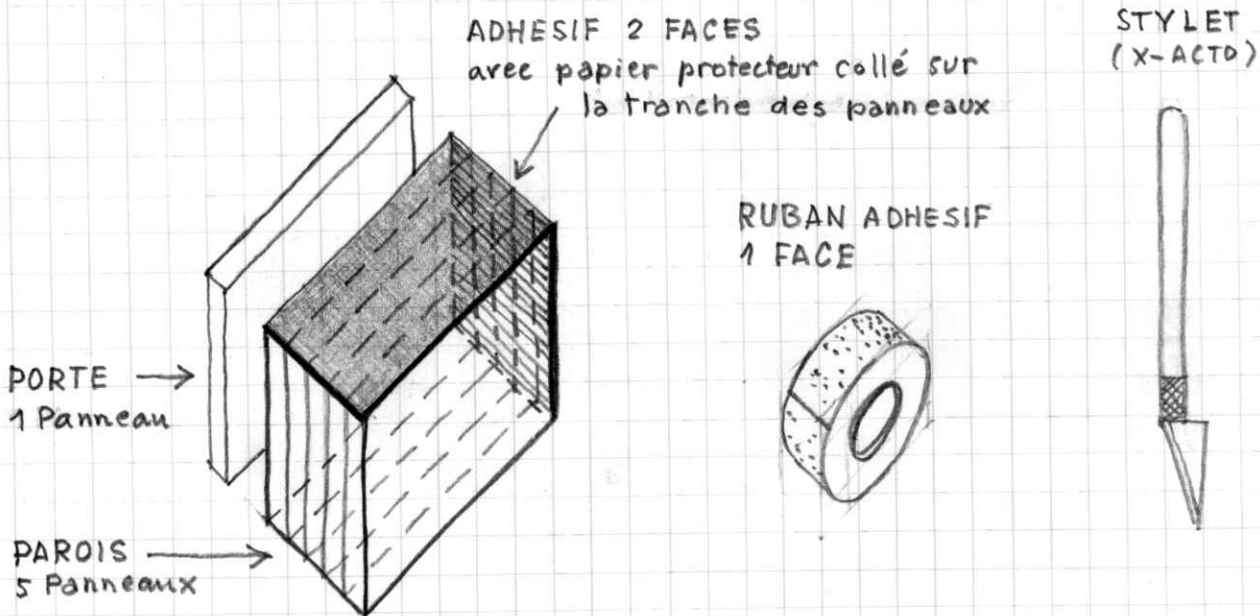 ADHESIF 2 FACES
avec papier protecteur collé sur
la tranche des panneaux
STYLET
(X-ACTO)
RUBAN ADHESIF
1 FACE
PORTE
1 Panneau
PAROIS
5 Panneaux